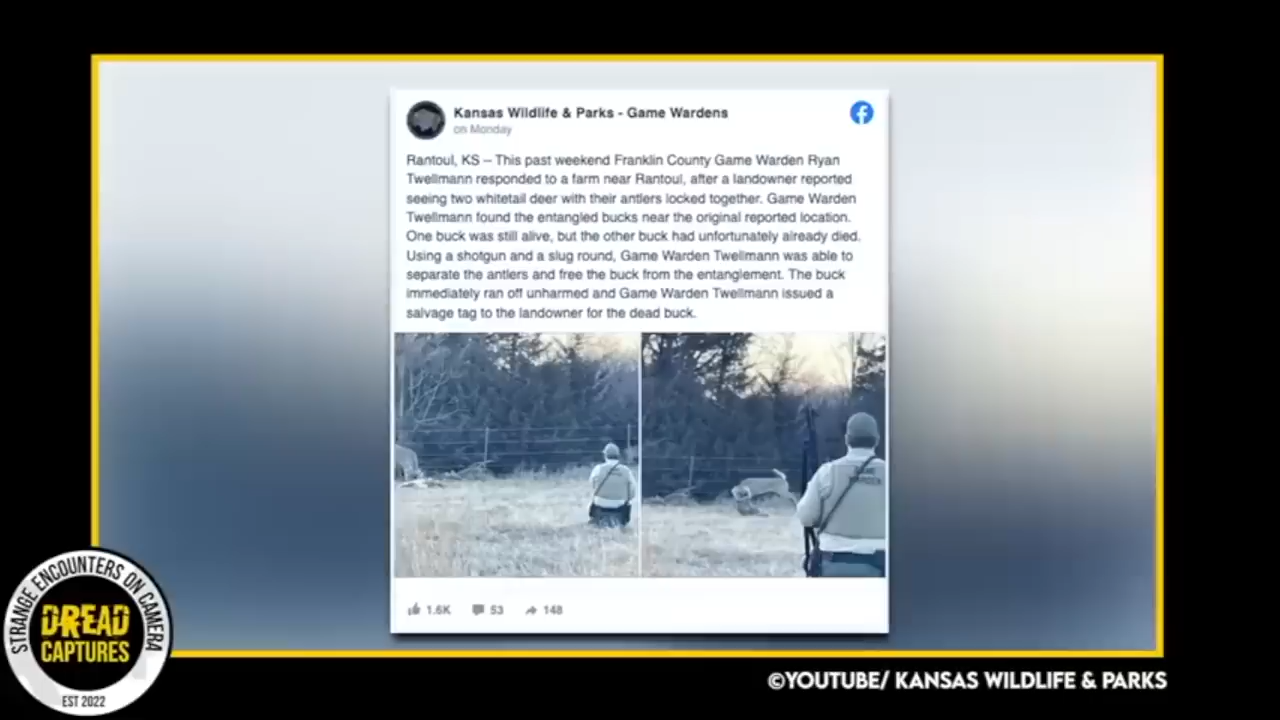 Kansas Wildlife & Parks - Game Wardens
on Monday
Rantoul, KS – This past weekend Franklin County Game Warden Ryan
Twellmann responded to a farm near Rantoul, after a landowner reported
seeing two whitetail deer with their antlers locked together. Game Warden
Twellmann found the entangled bucks near the original reported location.
One buck was still alive, but the other buck had unfortunately already died.
Using a shotgun and a slug round, Game Warden Twellmann was able to
separate the antlers and free the buck from the entanglement. The buck
immediately ran off unharmed and Game Warden Twellmann issued a
salvage tag to the landowner for the dead buck.
GAME
WARDEN
1.6K 53 148
STRANGE ENCOUNTERS ON CAMERA
DREAD
CAPTURES
EST 2022
©YOUTUBE/ KANSAS WILDLIFE & PARKS